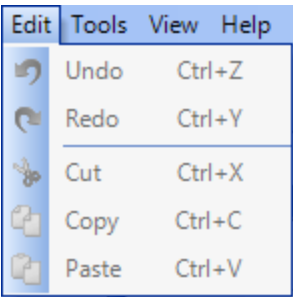 Edit Tools View Help
Undo Ctrl+Z
Redo Ctrl+Y
Cut Ctrl+X
Copy Ctrl+C
Paste Ctrl+V